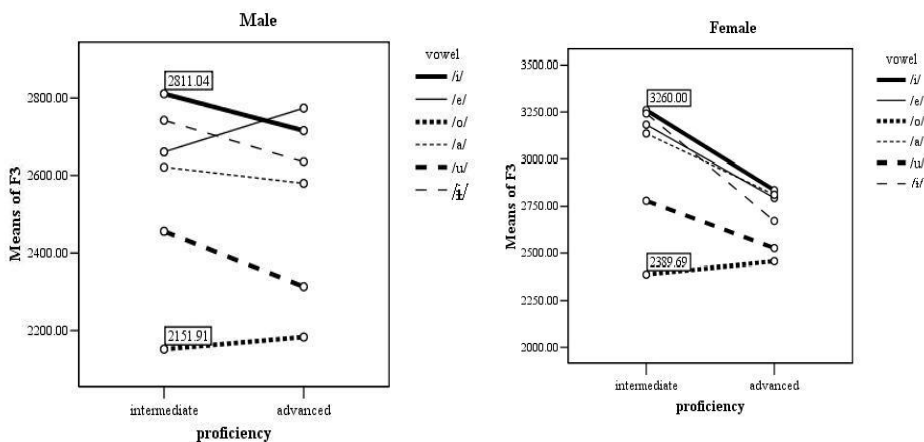 Male
vowel
/i/
/e/
/o/
/a/
/u/
/ɨ/
2811.04
2151.91
2800.00
2600.00
2400.00
2200.00
Means of F3
intermediate
advanced
proficiency
Female
vowel
/i/
/e/
/o/
/a/
/u/
/ɨ/
3260.00
2389.69
3500.00
3250.00
3000.00
2750.00
2500.00
2250.00
2000.00
Means of F3
intermediate
advanced
proficiency